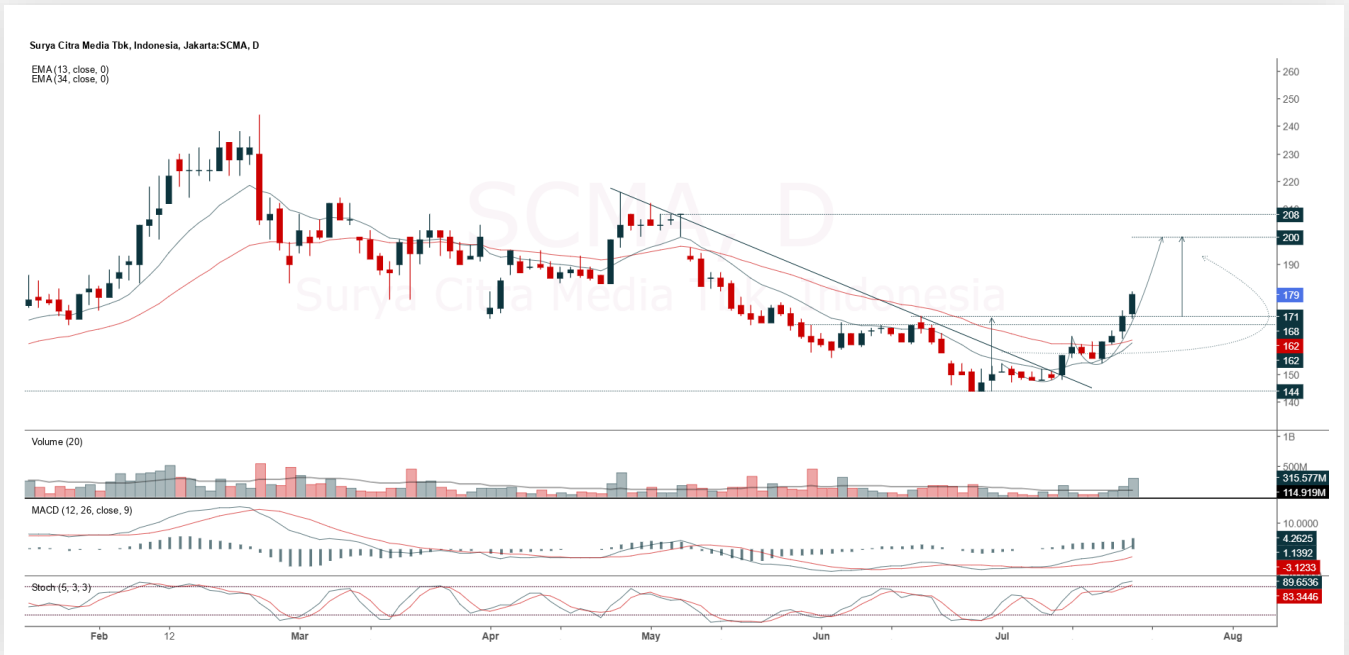 Surya Citra Media Tbk, Indonesia, Jakarta:SCMA, D
EMA (13, close, 0)
EMA (34, close, 0)
SCMA, D
Surya Citra Media Tbk, Indonesia
260
250
240
230
220
208
200
190
179
171
168
162
162
150
144
140
Volume (20)
1B
500M
315.577M
114.919M
MACD (12, 26, close, 9)
10.0000
4.2625
1.1392
-3.1233
Stoch (5, 3, 3)
89.6536
83.3446
Feb 12 Mar Apr May Jun Jul Aug